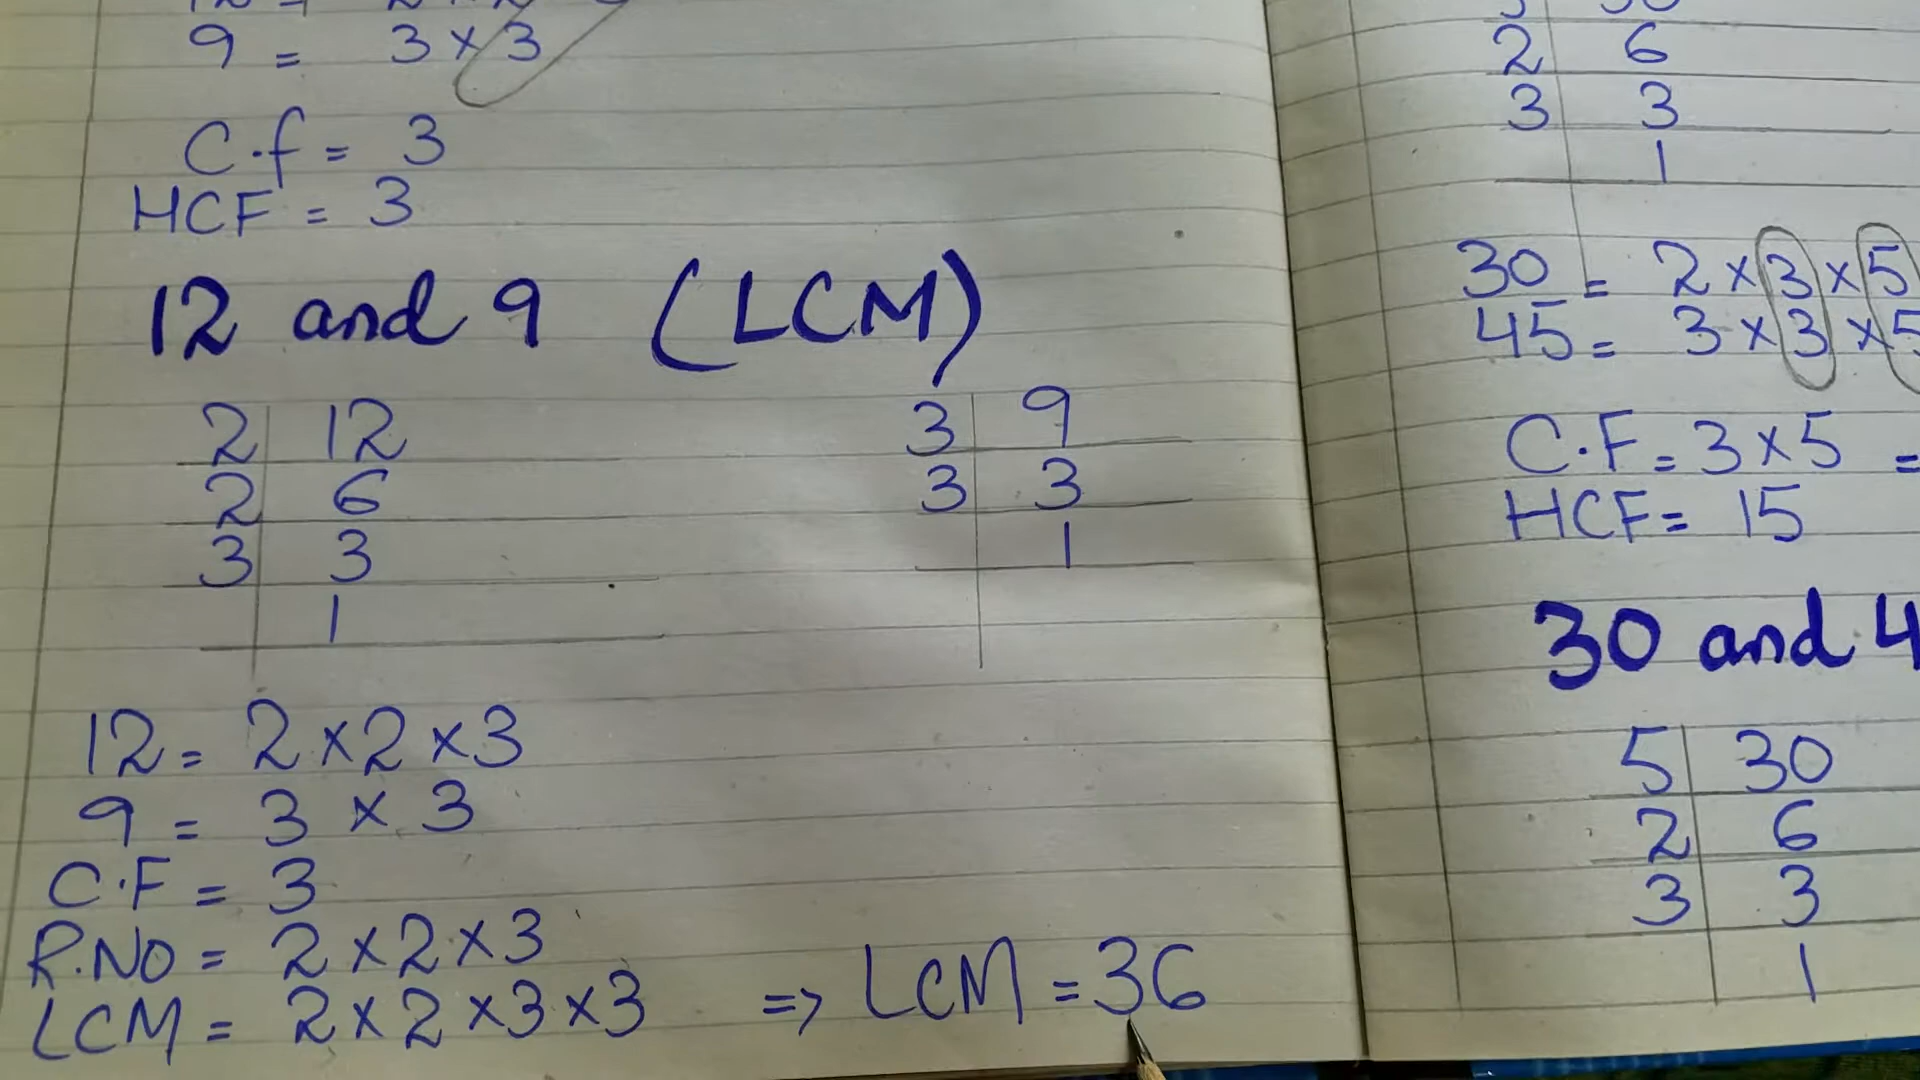 9 = 3 × 3
C.f = 3
HCF = 3
12 and 9 (LCM)
2 12
2 6
3 3
1
3 9
3 3
1
12 = 2 × 2 × 3
9 = 3 × 3
C.F = 3
R.NO = 2 × 2 × 3
LCM = 2 × 2 × 3 × 3 => LCM = 36
2 6
3 3
1
30 = 2 × 3 × 5
45 = 3 × 3 × 5
C.F = 3 × 5 =
HCF = 15
30 and 4
5 30
2 6
3 3
1